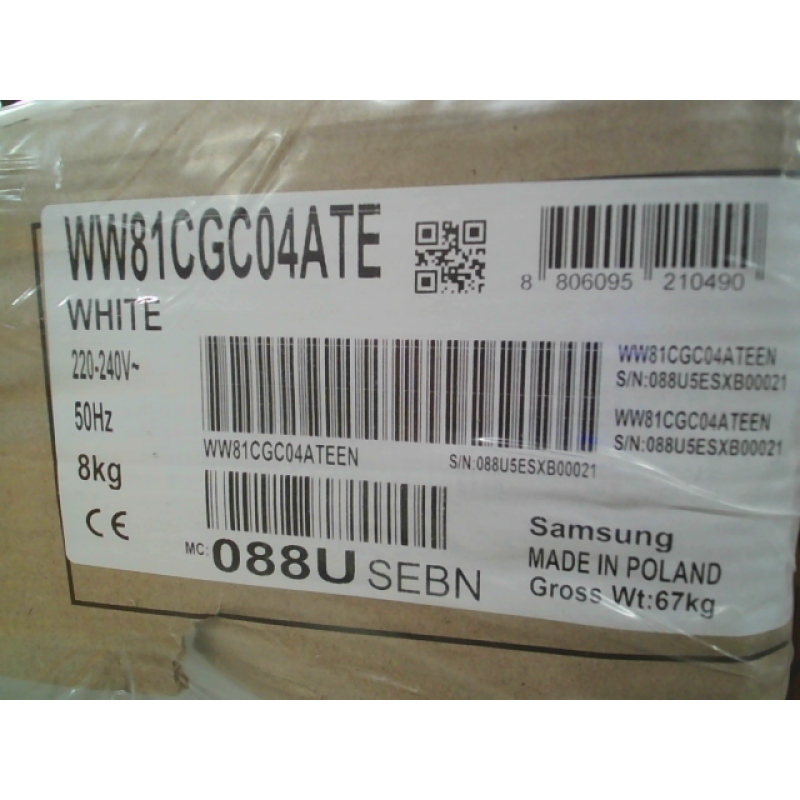 WW81CGC04ATE
WHITE
220-240V~
50Hz
8kg
CE
8 806095 210490
WW81CGC04ATEEN
S/N:088U5ESXB00021
WW81CGC04ATEEN
S/N:088U5ESXB00021
WW81CGC04ATEEN S/N:088U5ESXB00021
MC: 088U SEBN
Samsung
MADE IN POLAND
Gross Wt:67kg